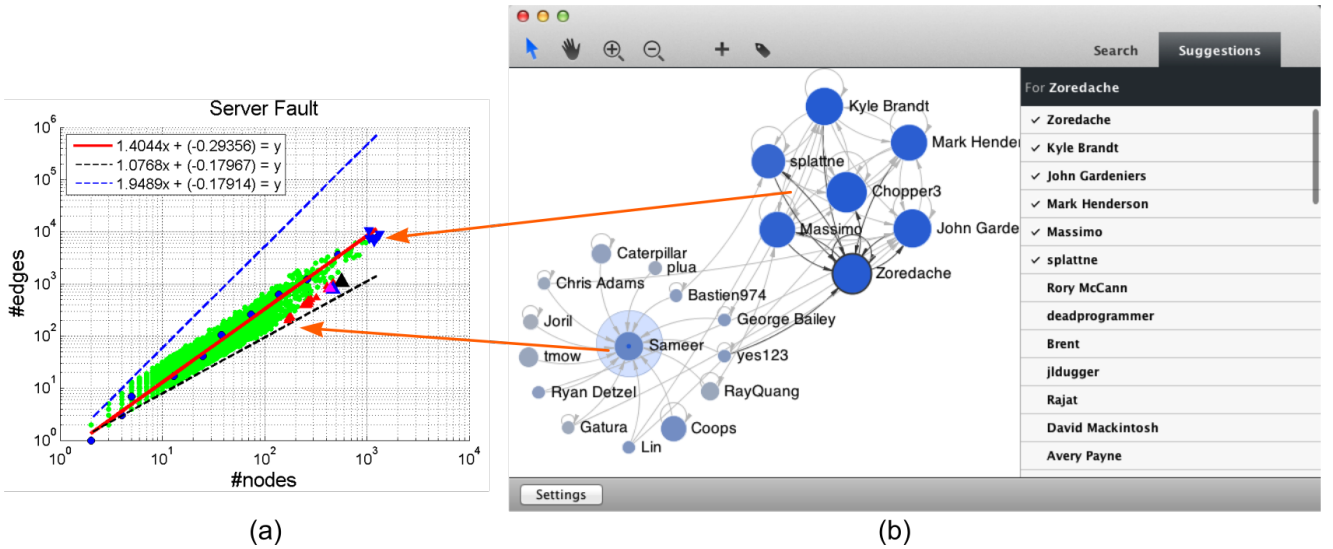 Server Fault
1.4044x + (-0.29356) = y
1.0768x + (-0.17967) = y
1.9489x + (-0.17914) = y
10^6
10^5
10^4
10^3
10^2
10^1
10^0
#edges
10^0 10^1 10^2 10^3 10^4
#nodes
(a)
Search Suggestions
For Zoredache
✓ Zoredache
✓ Kyle Brandt
✓ John Gardeniers
✓ Mark Henderson
✓ Massimo
✓ splattne
Rory McCann
deadprogrammer
Brent
jldugger
Rajat
David Mackintosh
Avery Payne
Kyle Brandt
Mark Hender
splattne
Chopper3
Massimo
John Garde
Zoredache
Caterpillar
plua
Chris Adams
Bastien974
Joril
George Bailey
Sameer
tmow
yes123
Ryan Detzel
RayQuang
Gatura
Coops
Lin
Settings
(b)